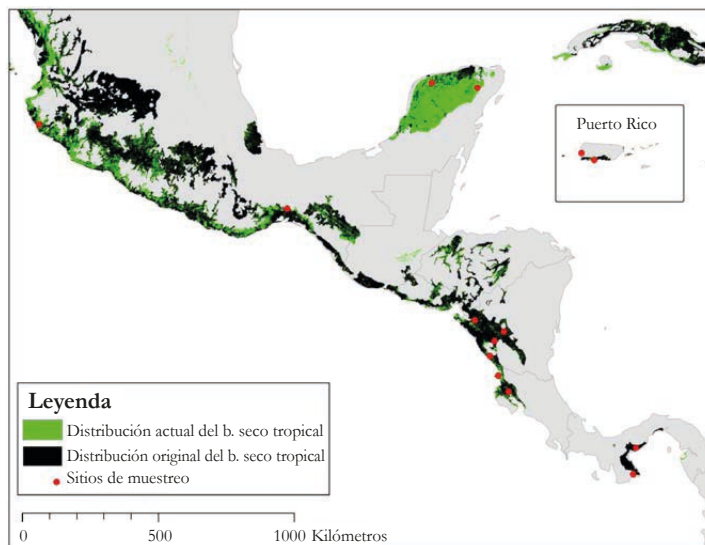 Puerto Rico
Leyenda
Distribución actual del b. seco tropical
Distribución original del b. seco tropical
Sitios de muestreo
0 500 1000 Kilómetros